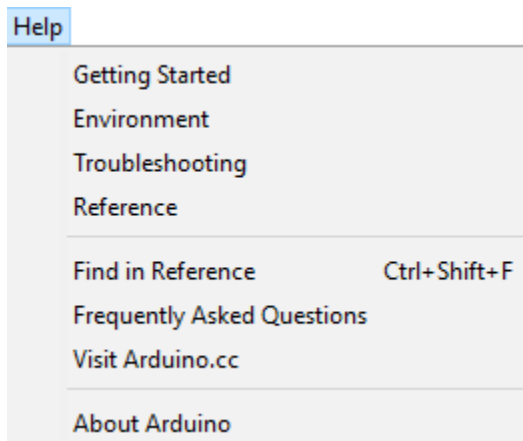 Help
Getting Started
Environment
Troubleshooting
Reference
Find in Reference Ctrl+Shift+F
Frequently Asked Questions
Visit Arduino.cc
About Arduino